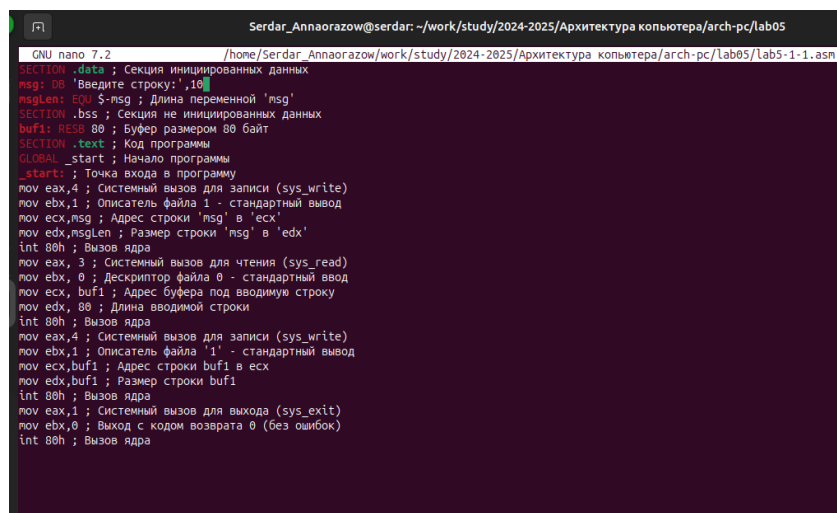 Serdar_Annaorazow@serdar: ~/work/study/2024-2025/Архитектура копьютера/arch-pc/lab05
GNU nano 7.2 /home/Serdar_Annaorazow/work/study/2024-2025/Архитектура копьютера/arch-pc/lab05/lab5-1-1.asm
SECTION .data ; Секция инициированных данных
msg: DB 'Введите строку:',10
msgLen: EQU $-msg ; Длина переменной 'msg'
SECTION .bss ; Секция не инициированных данных
buf1: RESB 80 ; Буфер размером 80 байт
SECTION .text ; Код программы
GLOBAL _start ; Начало программы
_start: ; Точка входа в программу
mov eax,4 ; Системный вызов для записи (sys_write)
mov ebx,1 ; Описатель файла 1 - стандартный вывод
mov ecx,msg ; Адрес строки 'msg' в 'ecx'
mov edx,msgLen ; Размер строки 'msg' в 'edx'
int 80h ; Вызов ядра
mov eax, 3 ; Системный вызов для чтения (sys_read)
mov ebx, 0 ; Дескриптор файла 0 - стандартный ввод
mov ecx, buf1 ; Адрес буфера под вводимую строку
mov edx, 80 ; Длина вводимой строки
int 80h ; Вызов ядра
mov eax,4 ; Системный вызов для записи (sys_write)
mov ebx,1 ; Описатель файла '1' - стандартный вывод
mov ecx,buf1 ; Адрес строки buf1 в ecx
mov edx,buf1 ; Размер строки buf1
int 80h ; Вызов ядра
mov eax,1 ; Системный вызов для выхода (sys_exit)
mov ebx,0 ; Выход с кодом возврата 0 (без ошибок)
int 80h ; Вызов ядра